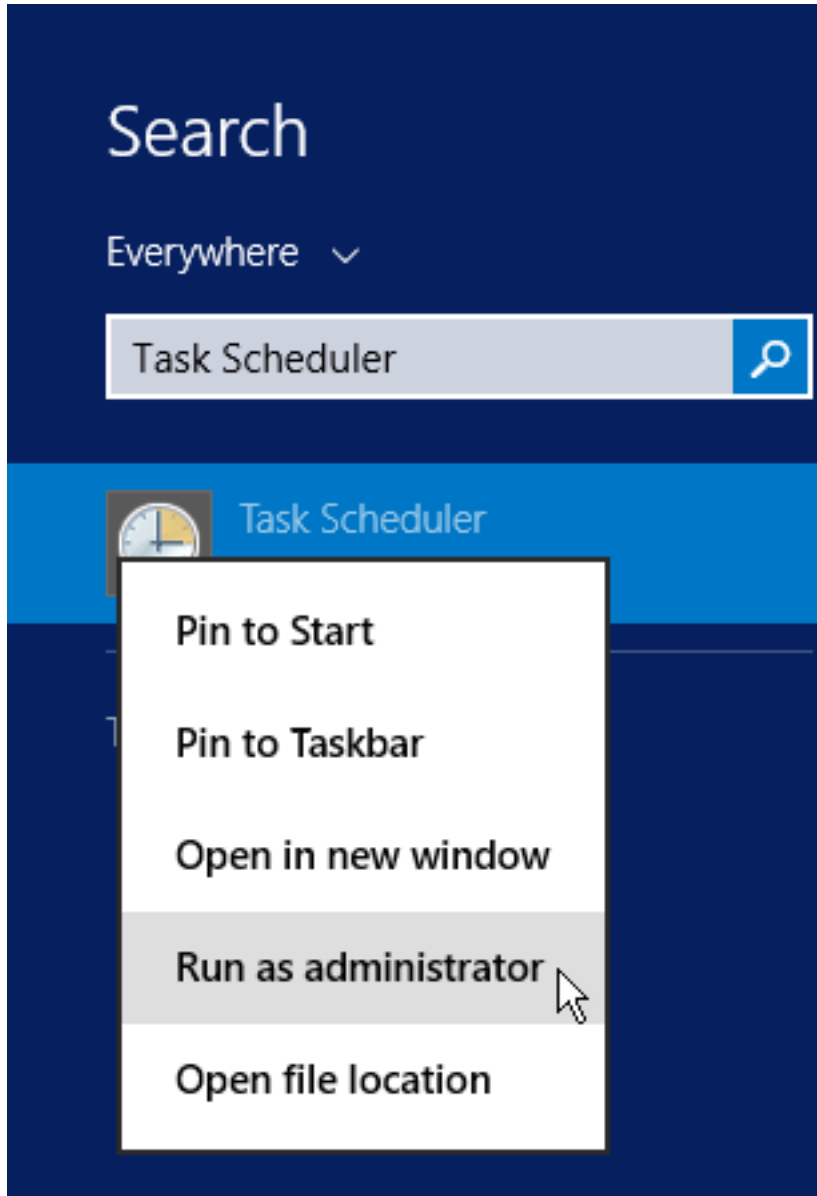 Search
Everywhere
Task Scheduler
Task Scheduler
Pin to Start
Pin to Taskbar
Open in new window
Run as administrator
Open file location